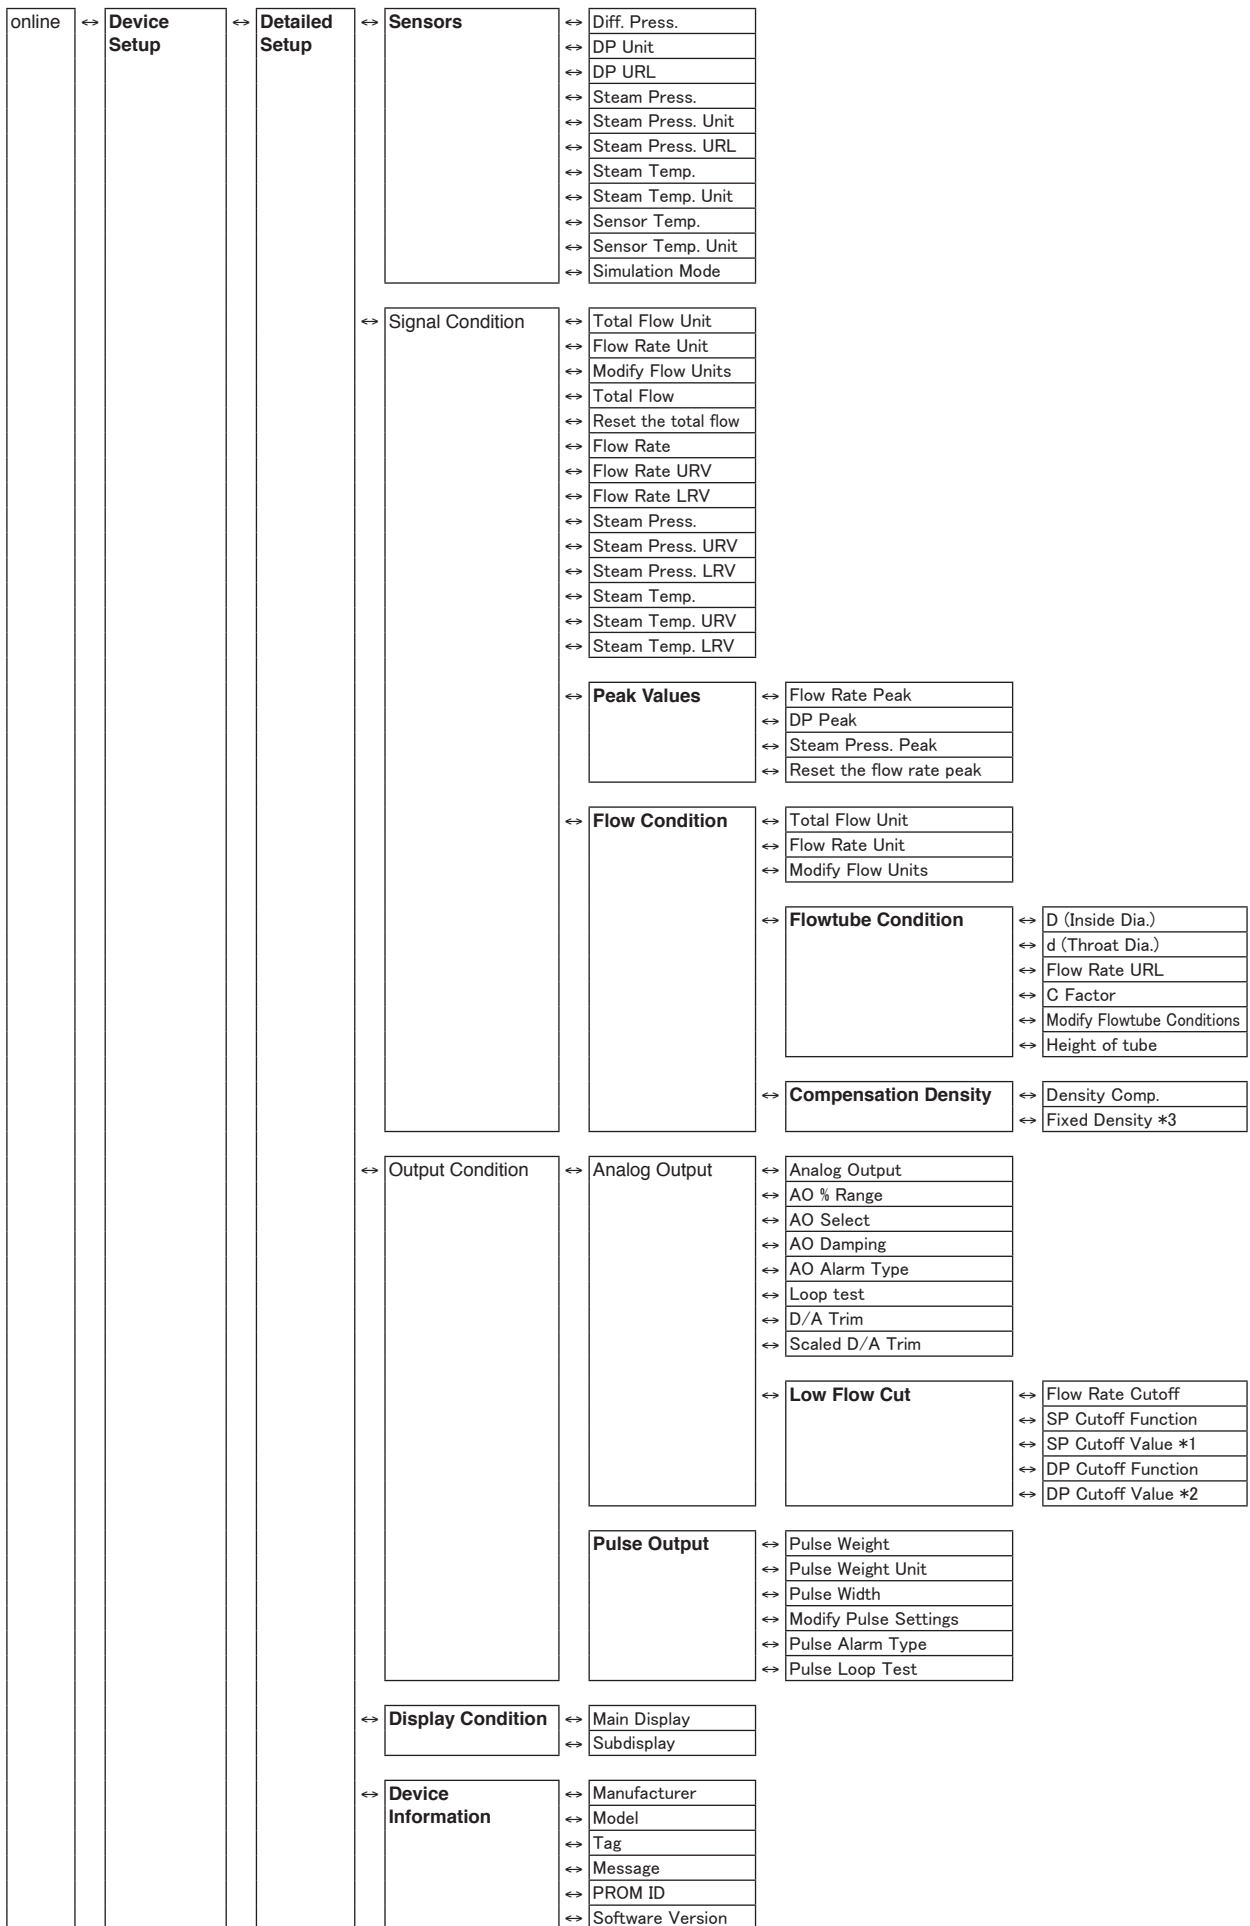 online ↔ Device Setup ↔ Detailed Setup ↔ Sensors ↔ Diff. Press.
↔ DP Unit
↔ DP URL
↔ Steam Press.
↔ Steam Press. Unit
↔ Steam Press. URL
↔ Steam Temp.
↔ Steam Temp. Unit
↔ Sensor Temp.
↔ Sensor Temp. Unit
↔ Simulation Mode
↔ Signal Condition ↔ Total Flow Unit
↔ Flow Rate Unit
↔ Modify Flow Units
↔ Total Flow
↔ Reset the total flow
↔ Flow Rate
↔ Flow Rate URV
↔ Flow Rate LRV
↔ Steam Press.
↔ Steam Press. URV
↔ Steam Press. LRV
↔ Steam Temp.
↔ Steam Temp. URV
↔ Steam Temp. LRV
↔ Peak Values ↔ Flow Rate Peak
↔ DP Peak
↔ Steam Press. Peak
↔ Reset the flow rate peak
↔ Flow Condition ↔ Total Flow Unit
↔ Flow Rate Unit
↔ Modify Flow Units
↔ Flowtube Condition ↔ D (Inside Dia.)
↔ d (Throat Dia.)
↔ Flow Rate URL
↔ C Factor
↔ Modify Flowtube Conditions
↔ Height of tube
↔ Compensation Density ↔ Density Comp.
↔ Fixed Density *3
↔ Output Condition ↔ Analog Output ↔ Analog Output
↔ AO % Range
↔ AO Select
↔ AO Damping
↔ AO Alarm Type
↔ Loop test
↔ D/A Trim
↔ Scaled D/A Trim
↔ Low Flow Cut ↔ Flow Rate Cutoff
↔ SP Cutoff Function
↔ SP Cutoff Value *1
↔ DP Cutoff Function
↔ DP Cutoff Value *2
Pulse Output ↔ Pulse Weight
↔ Pulse Weight Unit
↔ Pulse Width
↔ Modify Pulse Settings
↔ Pulse Alarm Type
↔ Pulse Loop Test
↔ Display Condition ↔ Main Display
↔ Subdisplay
↔ Device Information ↔ Manufacturer
↔ Model
↔ Tag
↔ Message
↔ PROM ID
↔ Software Version